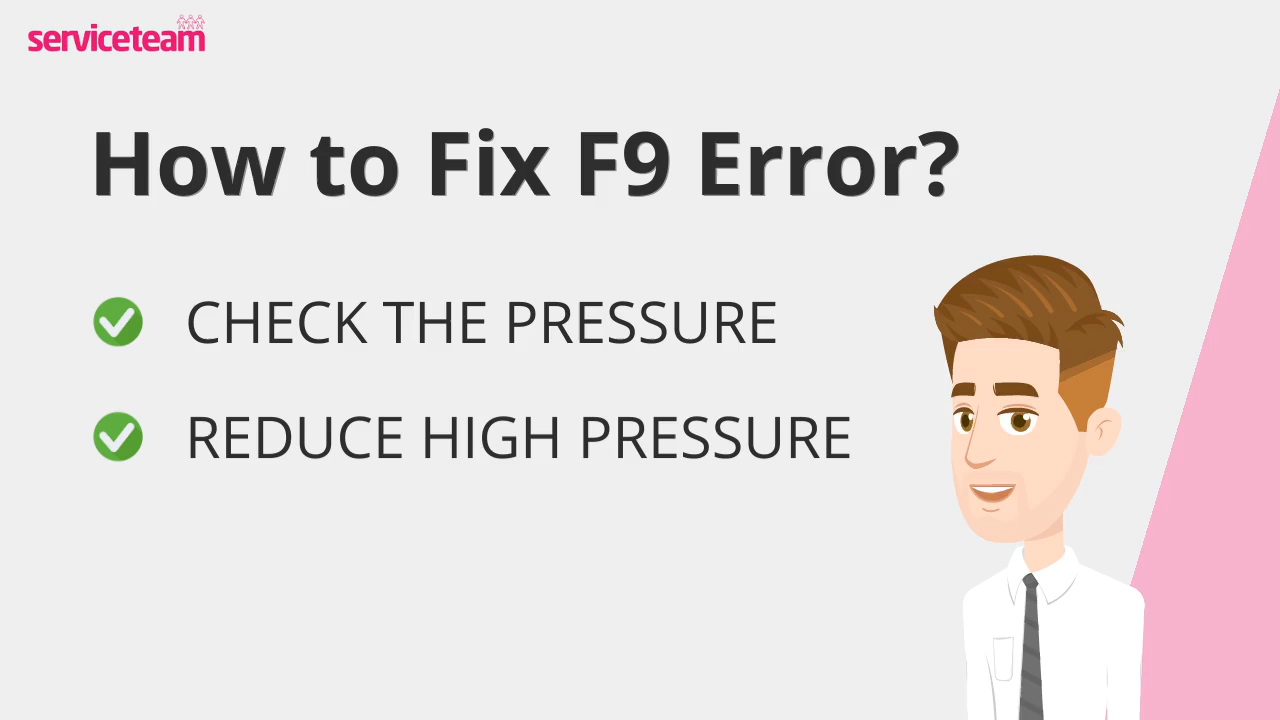 serviceteam
How to Fix F9 Error?
CHECK THE PRESSURE
REDUCE HIGH PRESSURE